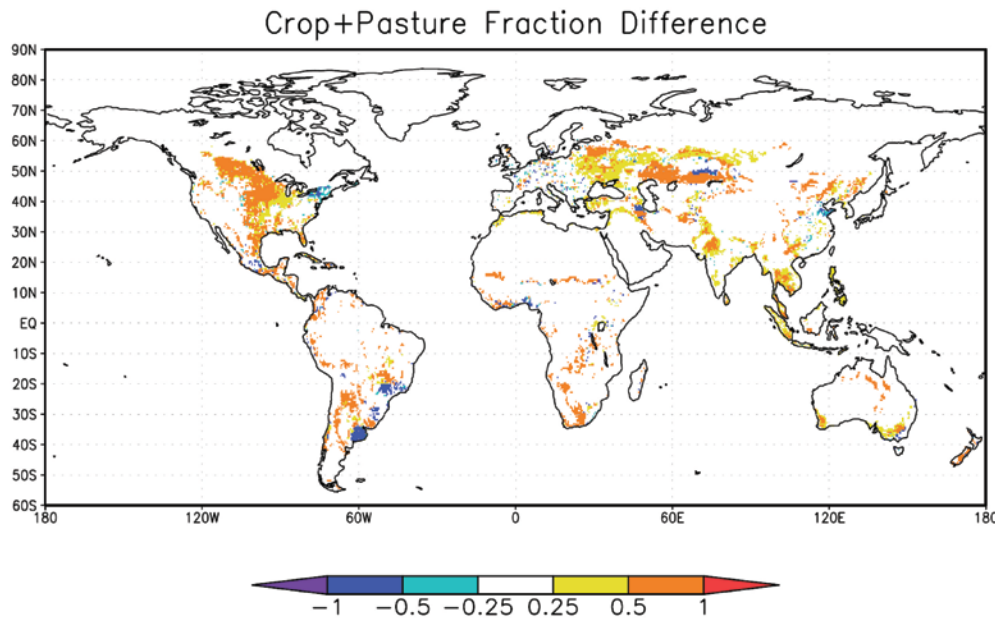 Crop+Pasture Fraction Difference
90N
80N
70N
60N
50N
40N
30N
20N
10N
EQ
10S
20S
30S
40S
50S
60S
180 120W 60W 0 60E 120E 180
-1 -0.5 -0.25 0.25 0.5 1